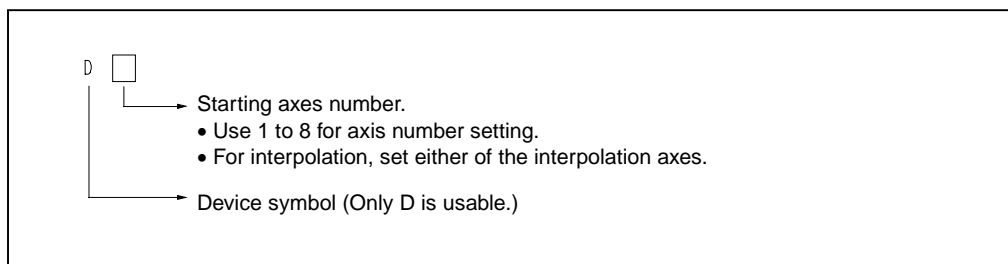 D □
Starting axes number.
• Use 1 to 8 for axis number setting.
• For interpolation, set either of the interpolation axes.
Device symbol (Only D is usable.)